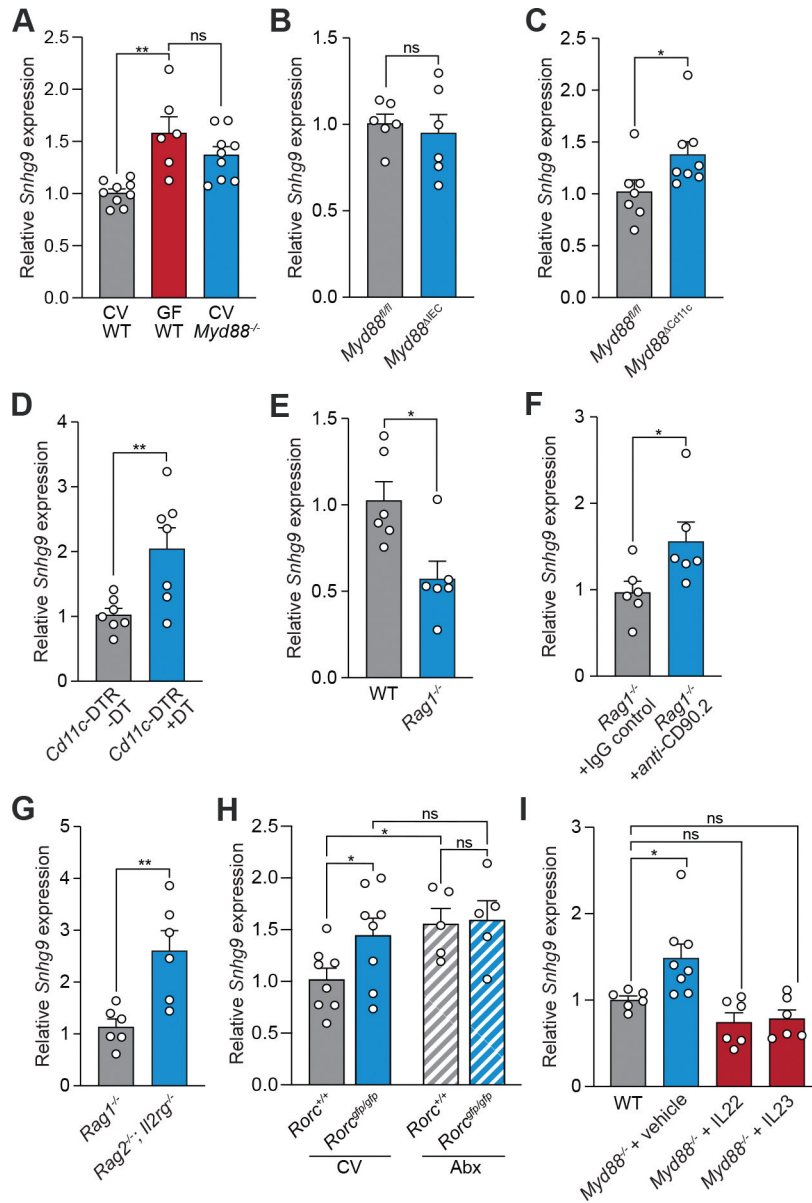 A
Relative Snhg9 expression
2.5
2.0
1.5
1.0
0.5
0.0
**
ns
CV
WT
GF
WT
CV
Myd88-/-
B
Relative Snhg9 expression
1.5
1.0
0.5
0.0
ns
Myd88fl/fl
Myd88ΔIEC
C
Relative Snhg9 expression
2.5
2.0
1.5
1.0
0.5
0.0
*
Myd88fl/fl
Myd88ΔCd11c
D
Relative Snhg9 expression
4
3
2
1
0
**
Cd11c-DTR
-DT
Cd11c-DTR
+DT
E
Relative Snhg9 expression
1.5
1.0
0.5
0.0
*
WT
Rag1-/-
F
Relative Snhg9 expression
3
2
1
0
*
Rag1-/-
+IgG control
Rag1-/-
+anti-CD90.2
G
Relative Snhg9 expression
5
4
3
2
1
0
**
Rag1-/-
Rag2-/-; Il2rg-/-
H
Relative Snhg9 expression
2.5
2.0
1.5
1.0
0.5
0.0
ns
*
*
ns
Rorc+/+
Rorcgfp/gfp
Rorc+/+
Rorcgfp/gfp
CV
Abx
I
Relative Snhg9 expression
3
2
1
0
ns
ns
*
WT
Myd88-/- + vehicle
Myd88-/- + IL22
Myd88-/- + IL23